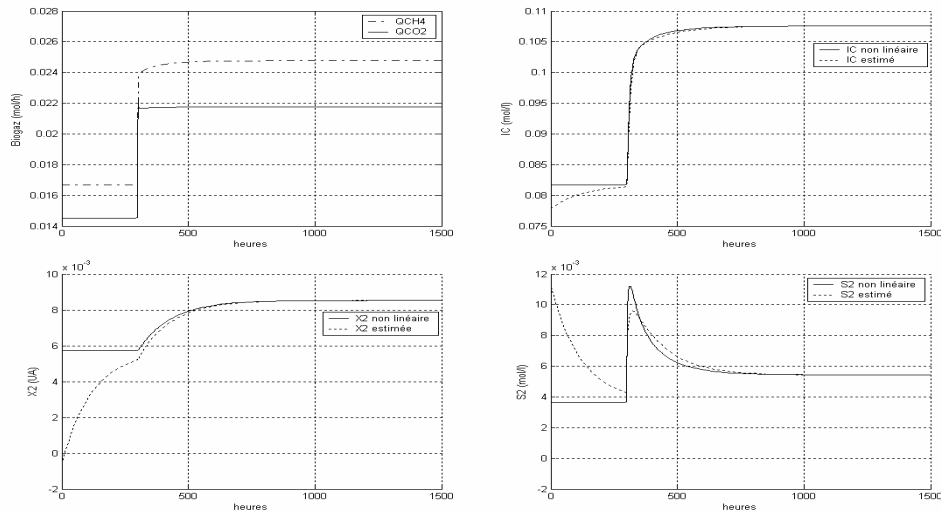 0.028
0.026
0.024
0.022
0.02
0.018
0.016
0.014
Biogaz (mol/h)
QCH4
QCO2
0
500
1000
1500
heures
0.11
0.105
0.1
0.095
0.09
0.085
0.08
0.075
IC (mol/l)
IC non linéaire
IC estimé
0
500
1000
1500
heures
x 10⁻³
10
8
6
4
2
0
-2
X2 (UA)
X2 non linéaire
X2 estimée
0
500
1000
1500
heures
x 10⁻³
12
10
8
6
4
2
0
-2
S2 (mol/l)
S2 non linéaire
S2 estimé
0
500
1000
1500
heures